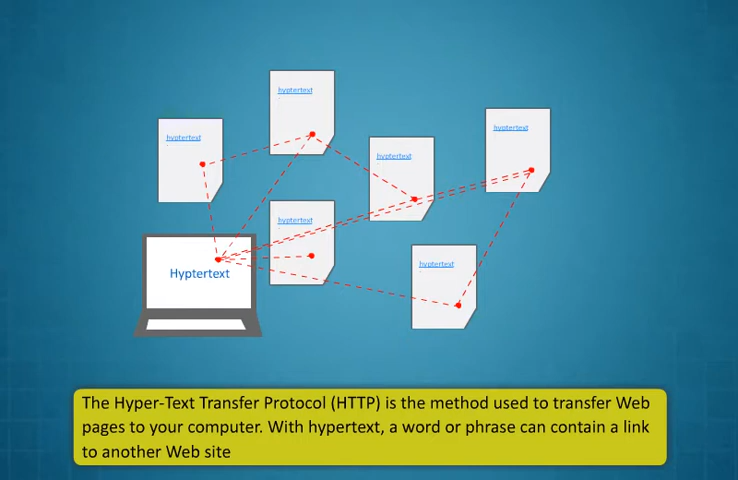 hyptertext
hyptertext
hyptertext
hyptertext
hyptertext
hyptertext
Hyptertext
The Hyper-Text Transfer Protocol (HTTP) is the method used to transfer Web
pages to your computer. With hypertext, a word or phrase can contain a link
to another Web site